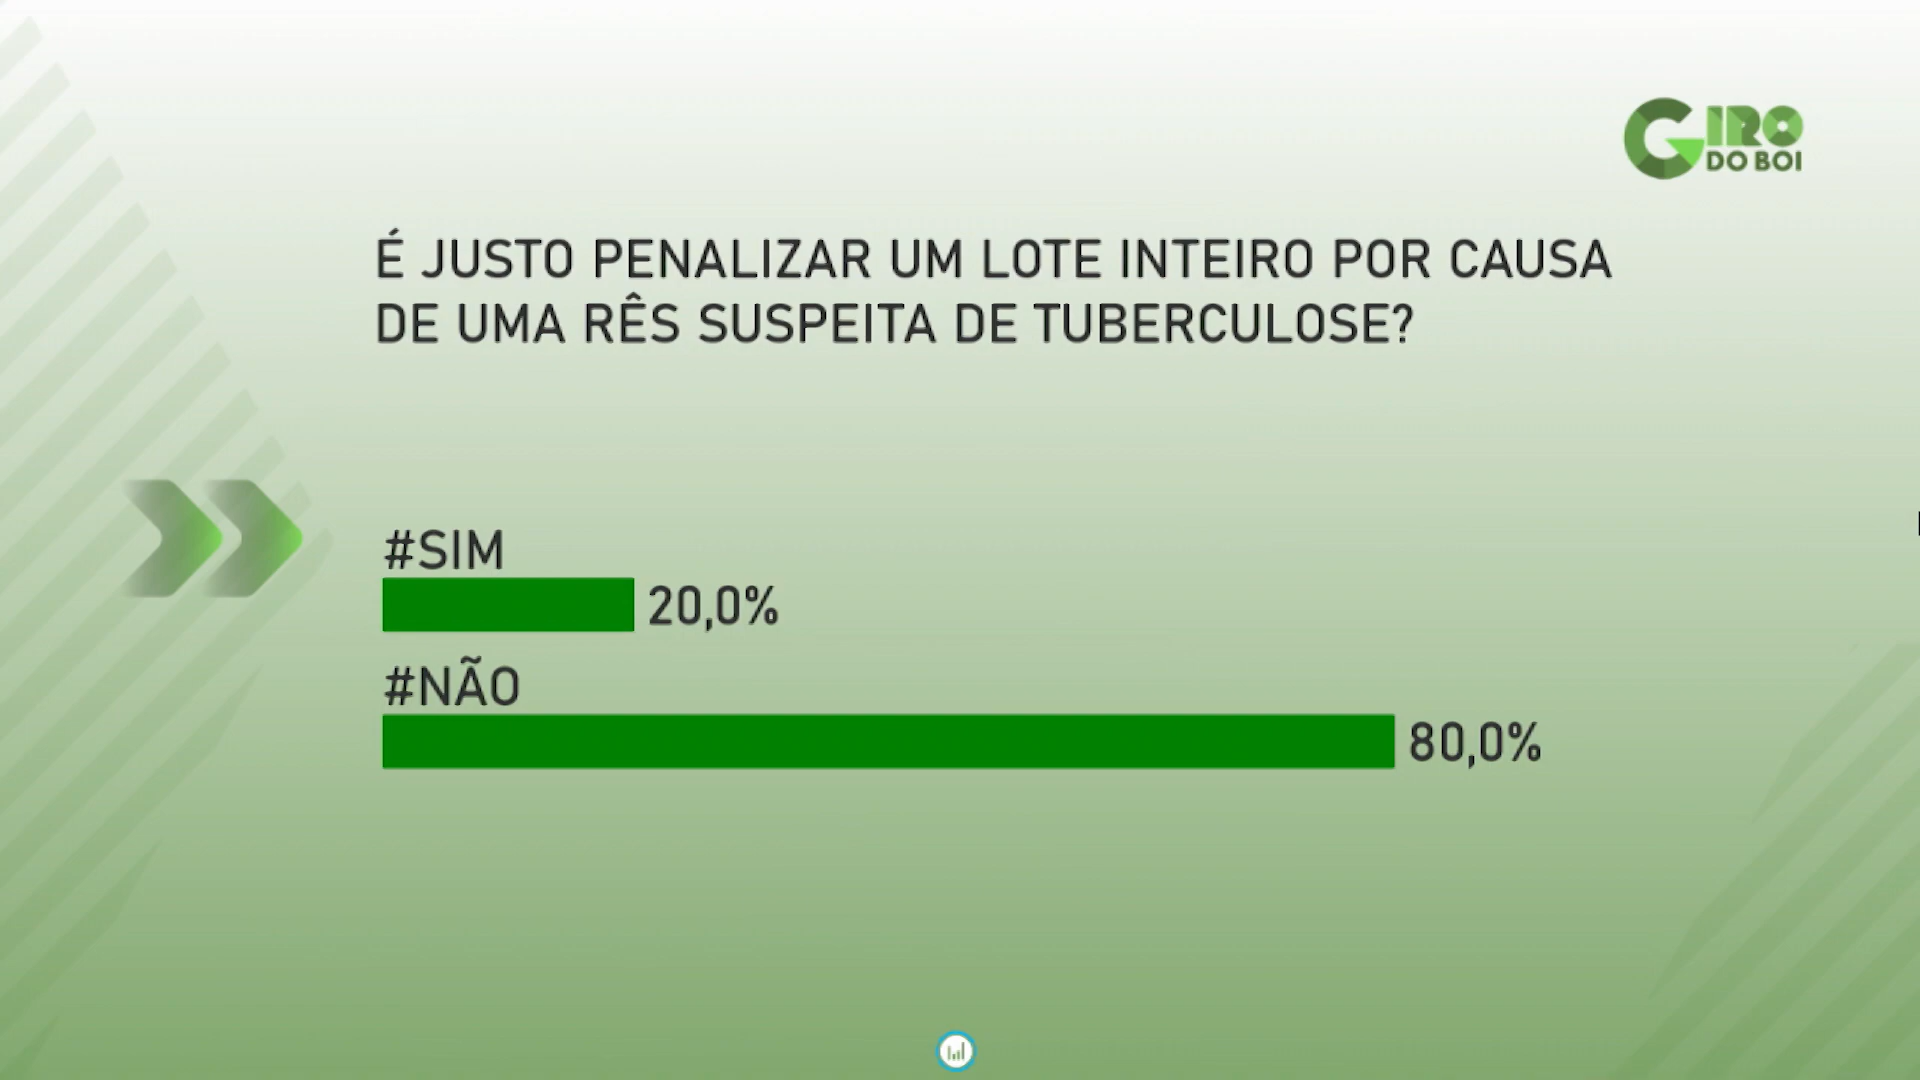 GIRO
DO BOI
É JUSTO PENALIZAR UM LOTE INTEIRO POR CAUSA
DE UMA RÊS SUSPEITA DE TUBERCULOSE?
#SIM
20,0%
#NÃO
80,0%